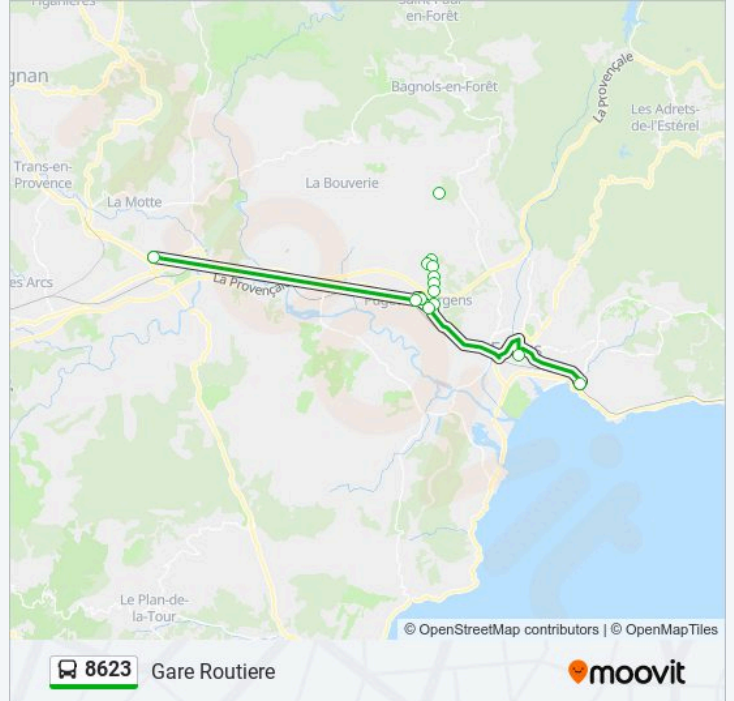 en-Forêt
Bagnols-en-Forêt
La Provençale
Les Adrets-
de-l'Estérel
gnan
Trans-en-
Provence
La Bouverie
La Motte
es Arcs
La Provençale
Le Plan-de-
la-Tour
© OpenStreetMap contributors | © OpenMapTiles
8623 Gare Routiere
moovit